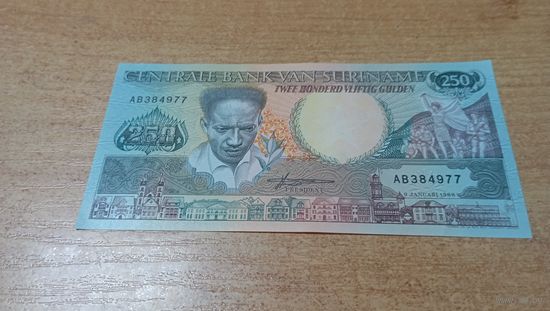 CENTRALE BANK VAN SURINAME
250
TWEE HONDERD VIJFTIG GULDEN
AB384977
250
AB384977
PRESIDENT
9 JANUARI 1988